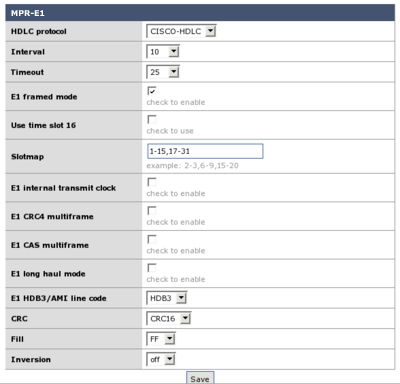 MPR-E1
HDLC protocol CISCO-HDLC
Interval 10
Timeout 25
E1 framed mode
check to enable
Use time slot 16
check to use
Slotmap 1-15,17-31
example: 2-3,6-9,15-20
E1 internal transmit clock
check to enable
E1 CRC4 multiframe
check to enable
E1 CAS multiframe
check to enable
E1 long haul mode
check to enable
E1 HDB3/AMI line code HDB3
CRC CRC16
Fill FF
Inversion off
Save